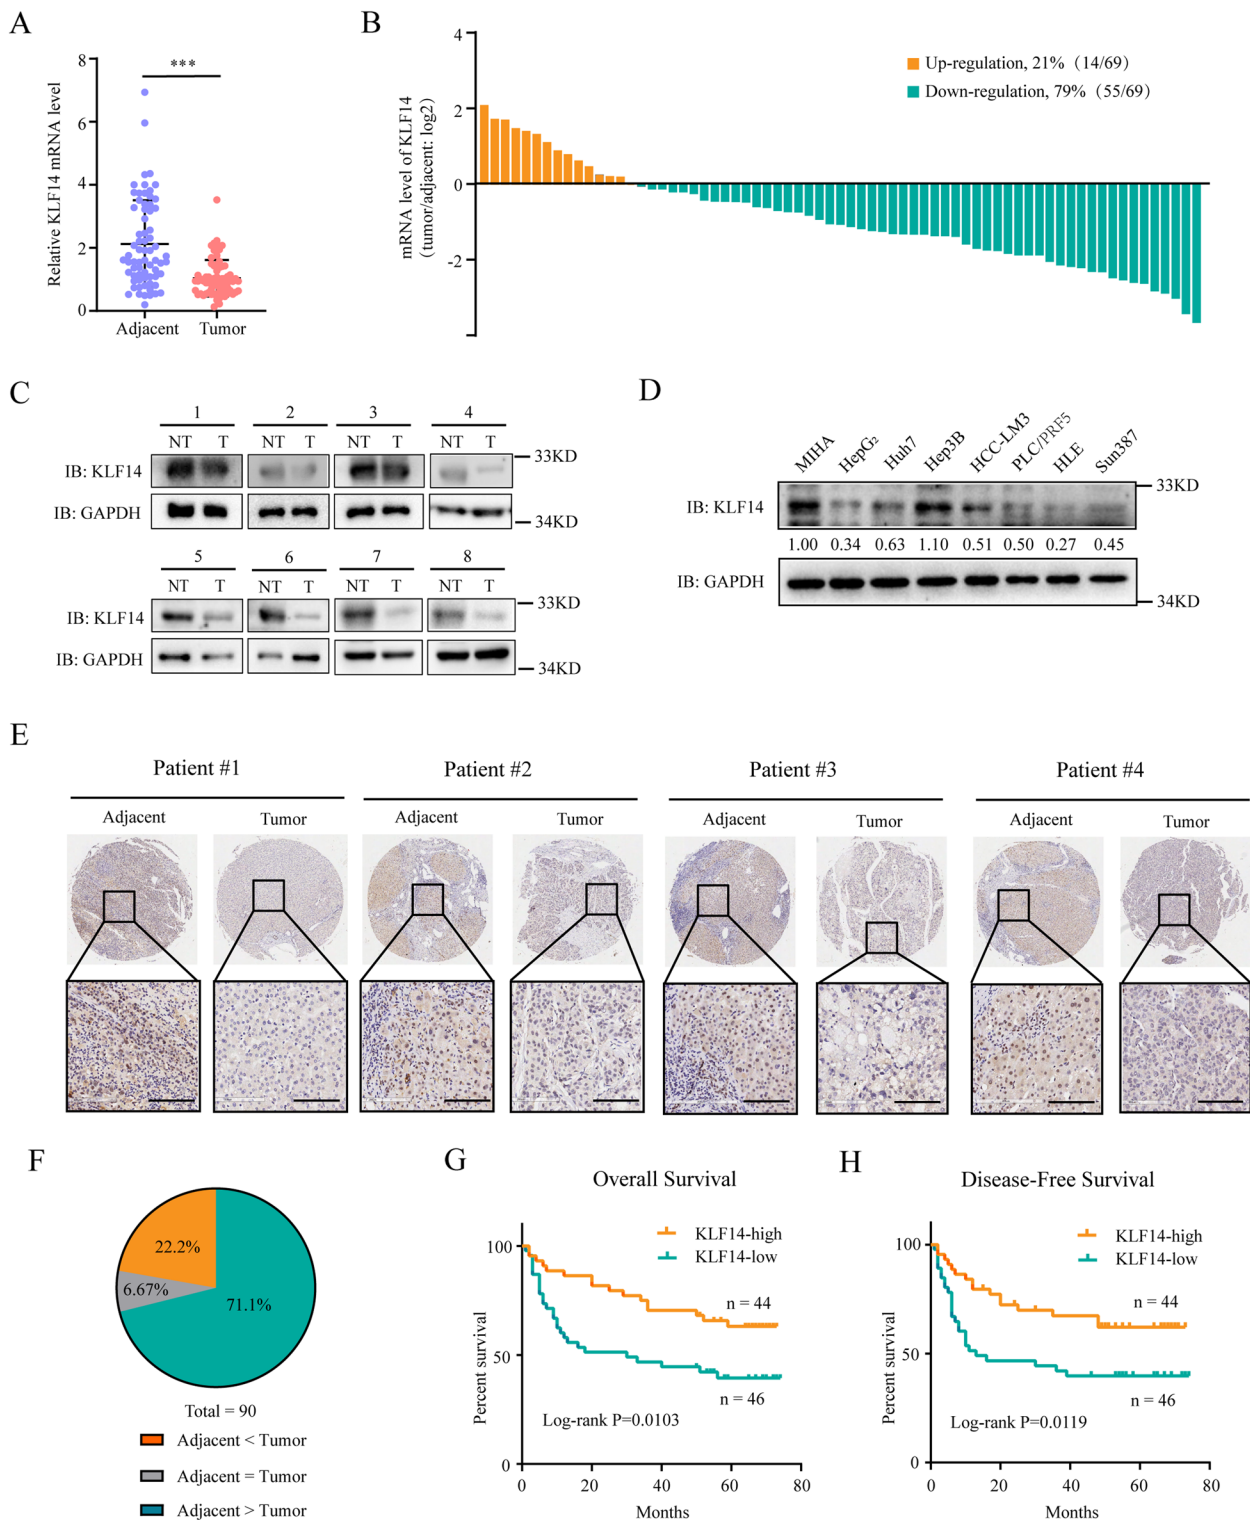 A
Relative KLF14 mRNA level
8
6
4
2
0
***
Adjacent
Tumor
B
mRNA level of KLF14
(tumor/adjacent: log2)
4
2
0
-2
Up-regulation, 21%（14/69）
Down-regulation, 79%（55/69）
C
1 2 3 4
NT T NT T NT T NT T
IB: KLF14
33KD
IB: GAPDH
34KD
5 6 7 8
NT T NT T NT T NT T
IB: KLF14
33KD
IB: GAPDH
34KD
D
MIHA HepG₂ Huh7 Hep3B HCC-LM3 PLC/PRF5 HLE Sun387
33KD
IB: KLF14
1.00 0.34 0.63 1.10 0.51 0.50 0.27 0.45
IB: GAPDH
34KD
E
Patient #1 Patient #2 Patient #3 Patient #4
Adjacent Tumor Adjacent Tumor Adjacent Tumor Adjacent Tumor
F
22.2%
6.67%
71.1%
Total = 90
Adjacent < Tumor
Adjacent = Tumor
Adjacent > Tumor
G
Overall Survival
KLF14-high
KLF14-low
Percent survival
100
50
0
n = 44
n = 46
Log-rank P=0.0103
0 20 40 60 80
Months
H
Disease-Free Survival
KLF14-high
KLF14-low
Percent survival
100
50
0
n = 44
n = 46
Log-rank P=0.0119
0 20 40 60 80
Months